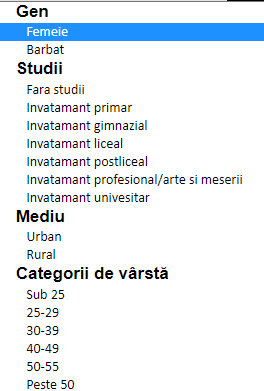 Gen
Femeie
Barbat
Studii
Fara studii
Invatamant primar
Invatamant gimnazial
Invatamant liceal
Invatamant postliceal
Invatamant profesional/arte si meserii
Invatamant univesitar
Mediu
Urban
Rural
Categorii de vârstă
Sub 25
25-29
30-39
40-49
50-55
Peste 50